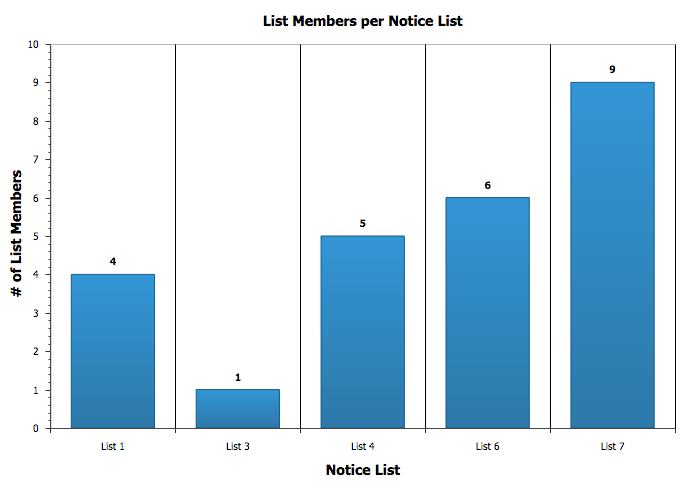 List Members per Notice List
10
9
8
7
6
5
4
3
2
1
0
# of List Members
4
1
5
6
9
List 1
List 3
List 4
List 6
List 7
Notice List